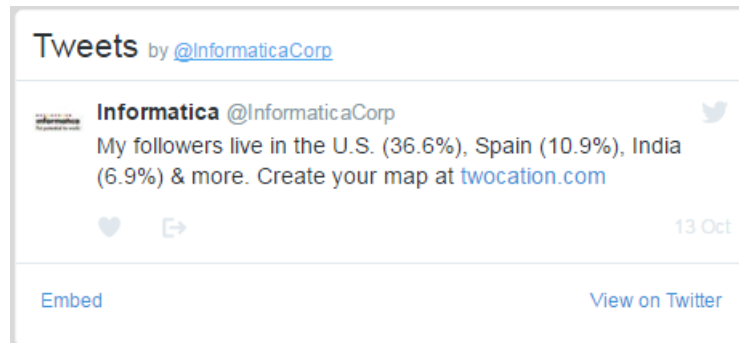 Tweets by @InformaticaCorp
Informatica @InformaticaCorp
My followers live in the U.S. (36.6%), Spain (10.9%), India
(6.9%) & more. Create your map at twocation.com
13 Oct
Embed
View on Twitter